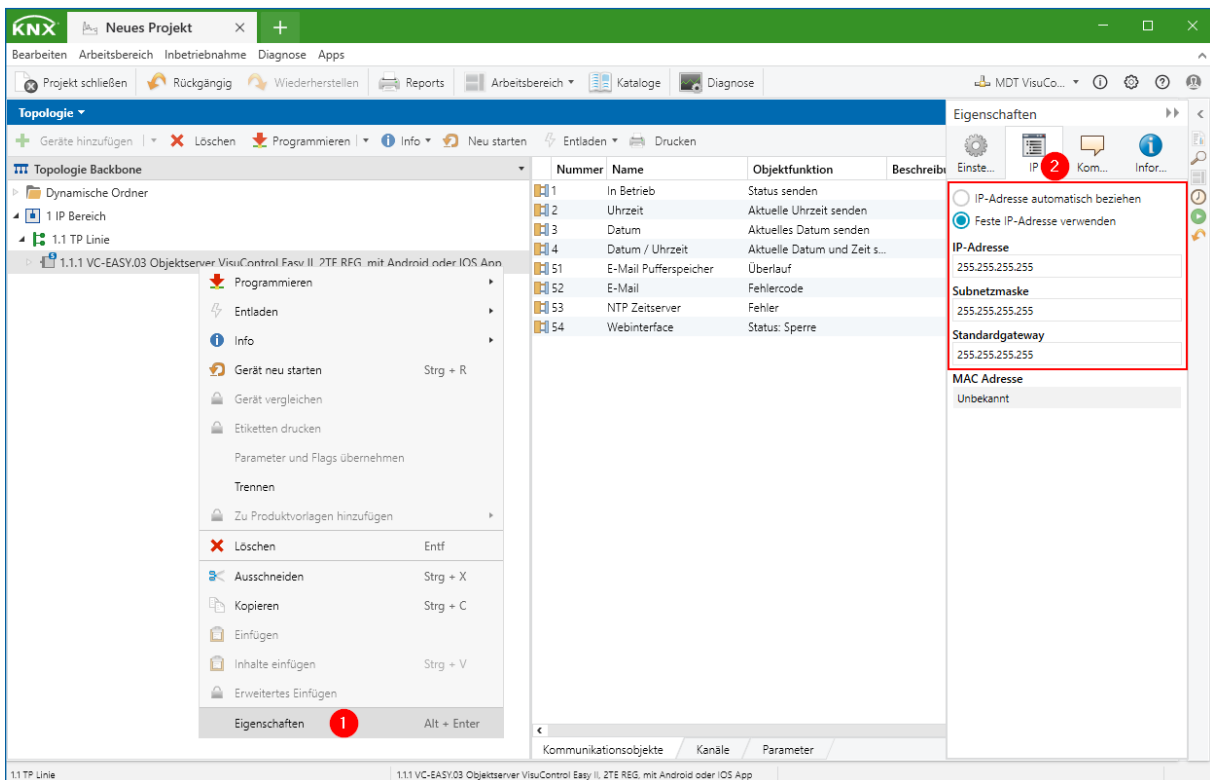 KNX Neues Projekt
Bearbeiten Arbeitsbereich Inbetriebnahme Diagnose Apps
Projekt schließen Rückgängig Wiederherstellen Reports Arbeitsbereich Kataloge Diagnose MDT VisuCo...
Topologie
Geräte hinzufügen Löschen Programmieren Info Neu starten Entladen Drucken
Topologie Backbone
Dynamische Ordner
1 IP Bereich
1.1 TP Linie
1.1.1 VC-EASY.03 Objektserver VisuControl Easy II, 2TE REG, mit Android oder IOS App
Programmieren
Entladen
Info
Gerät neu starten Strg + R
Gerät vergleichen
Etiketten drucken
Parameter und Flags übernehmen
Trennen
Zu Produktvorlagen hinzufügen
Löschen Entf
Ausschneiden Strg + X
Kopieren Strg + C
Einfügen
Inhalte einfügen Strg + V
Erweitertes Einfügen
Eigenschaften 1 Alt + Enter
Nummer Name Objektfunktion Beschreibu
1 In Betrieb Status senden
2 Uhrzeit Aktuelle Uhrzeit senden
3 Datum Aktuelles Datum senden
4 Datum / Uhrzeit Aktuelle Datum und Zeit s...
51 E-Mail Pufferspeicher Überlauf
52 E-Mail Fehlercode
53 NTP Zeitserver Fehler
54 Webinterface Status: Sperre
Kommunikationsobjekte Kanäle Parameter
Eigenschaften
Einste... IP 2 Kom... Infor...
IP-Adresse automatisch beziehen
Feste IP-Adresse verwenden
IP-Adresse
255.255.255.255
Subnetzmaske
255.255.255.255
Standardgateway
255.255.255.255
MAC Adresse
Unbekannt
1.1 TP Linie 1.1.1 VC-EASY.03 Objektserver VisuControl Easy II, 2TE REG, mit Android oder IOS App